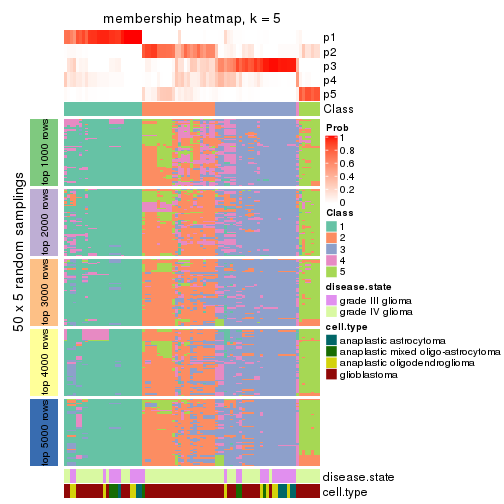 membership heatmap, k = 5
p1
p2
p3
p4
p5
Class
50 x 5 random samplings
top 1000 rows
top 2000 rows
top 3000 rows
top 4000 rows
top 5000 rows
disease.state
cell.type
Prob
1
0.8
0.6
0.4
0.2
0
Class
1
2
3
4
5
disease.state
grade III glioma
grade IV glioma
cell.type
anaplastic astrocytoma
anaplastic mixed oligo-astrocytoma
anaplastic oligodendroglioma
glioblastoma